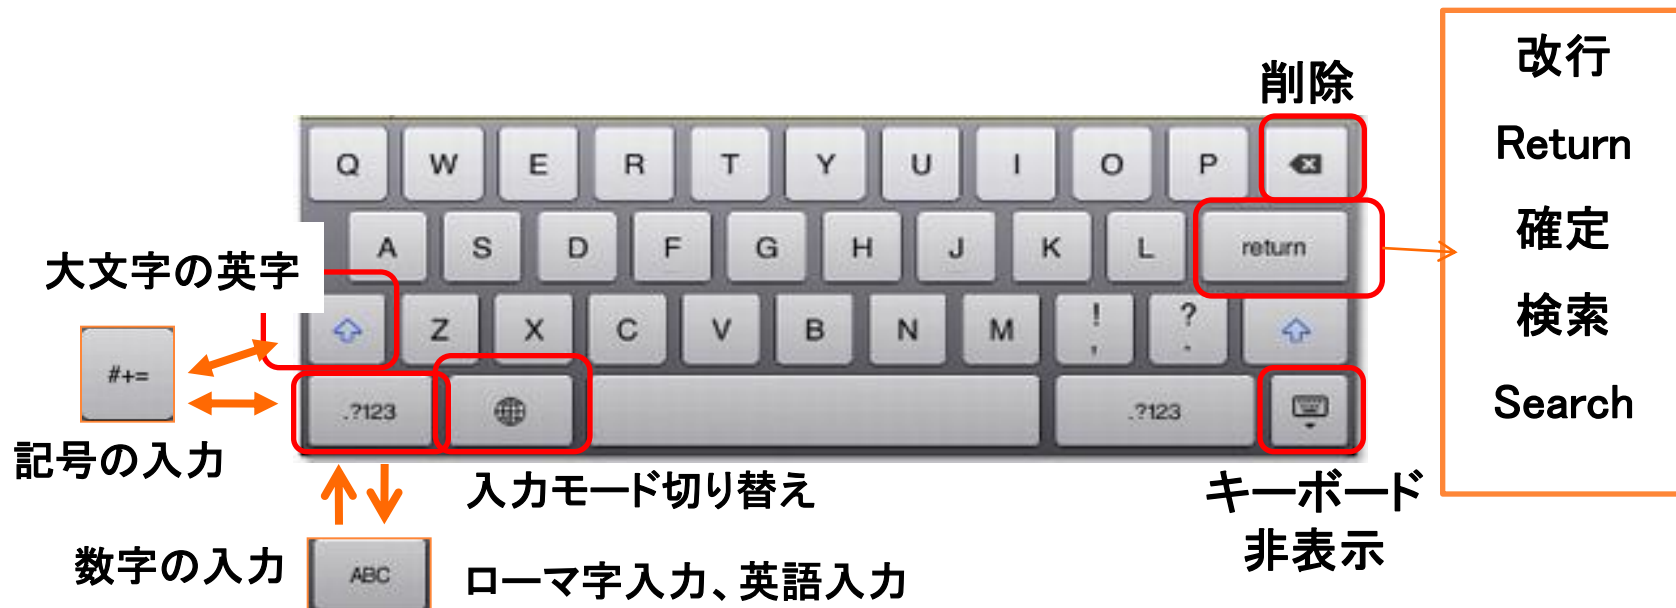 改行
削除
Return
Q W E R T Y U I O P
確定
A S D F G H J K L return
大文字の英字
検索
Z X C V B N M ! , ? .
#+=
Search
.?123 .?123
記号の入力
入力モード切り替え
キーボード
非表示
数字の入力
ABC
ローマ字入力、英語入力